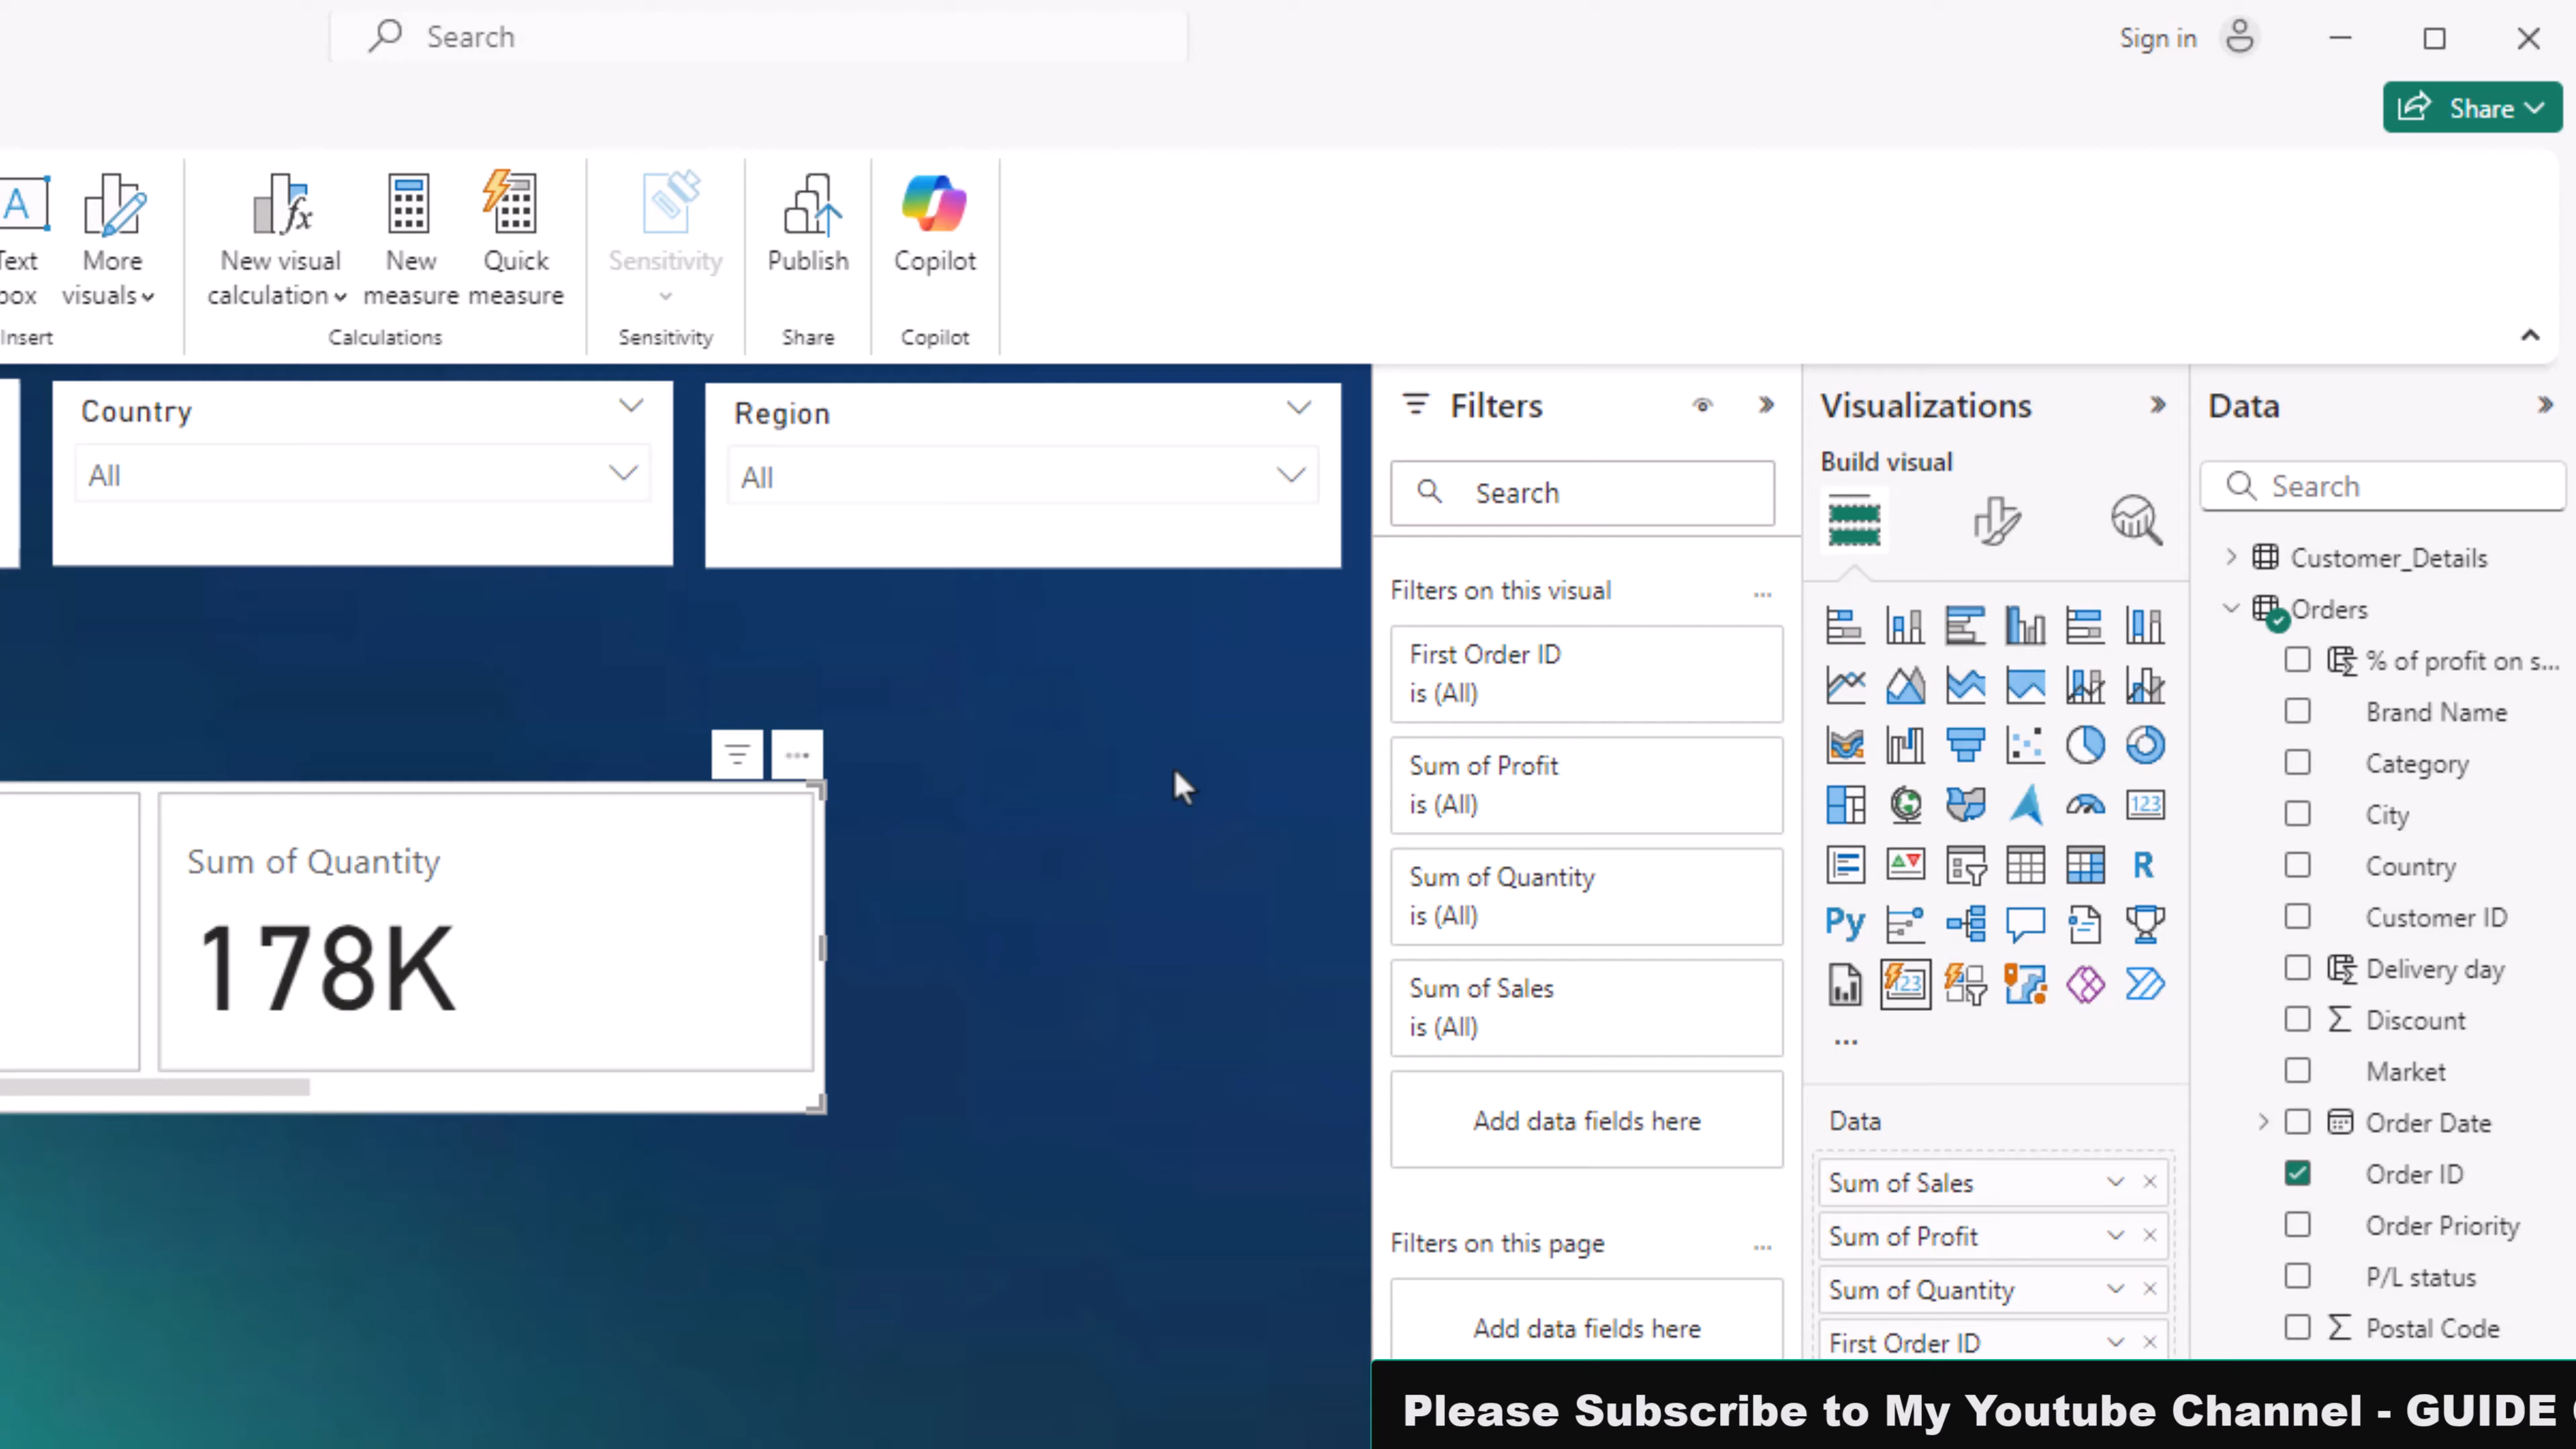 Search
Sign in
Share
Text
box
More
visuals
Insert
New visual
calculation
New
measure
Quick
measure
Calculations
Sensitivity
Sensitivity
Publish
Share
Copilot
Copilot
Country
All
Region
All
Sum of Quantity
178K
Filters
Search
Filters on this visual
First Order ID
is (All)
Sum of Profit
is (All)
Sum of Quantity
is (All)
Sum of Sales
is (All)
Add data fields here
Filters on this page
Add data fields here
Visualizations
Build visual
123
R
Py
123
Data
Sum of Sales
Sum of Profit
Sum of Quantity
First Order ID
Data
Search
Customer_Details
Orders
% of profit on s...
Brand Name
Category
City
Country
Customer ID
Delivery day
Discount
Market
Order Date
Order ID
Order Priority
P/L status
Postal Code
Please Subscribe to My Youtube Channel - GUIDE